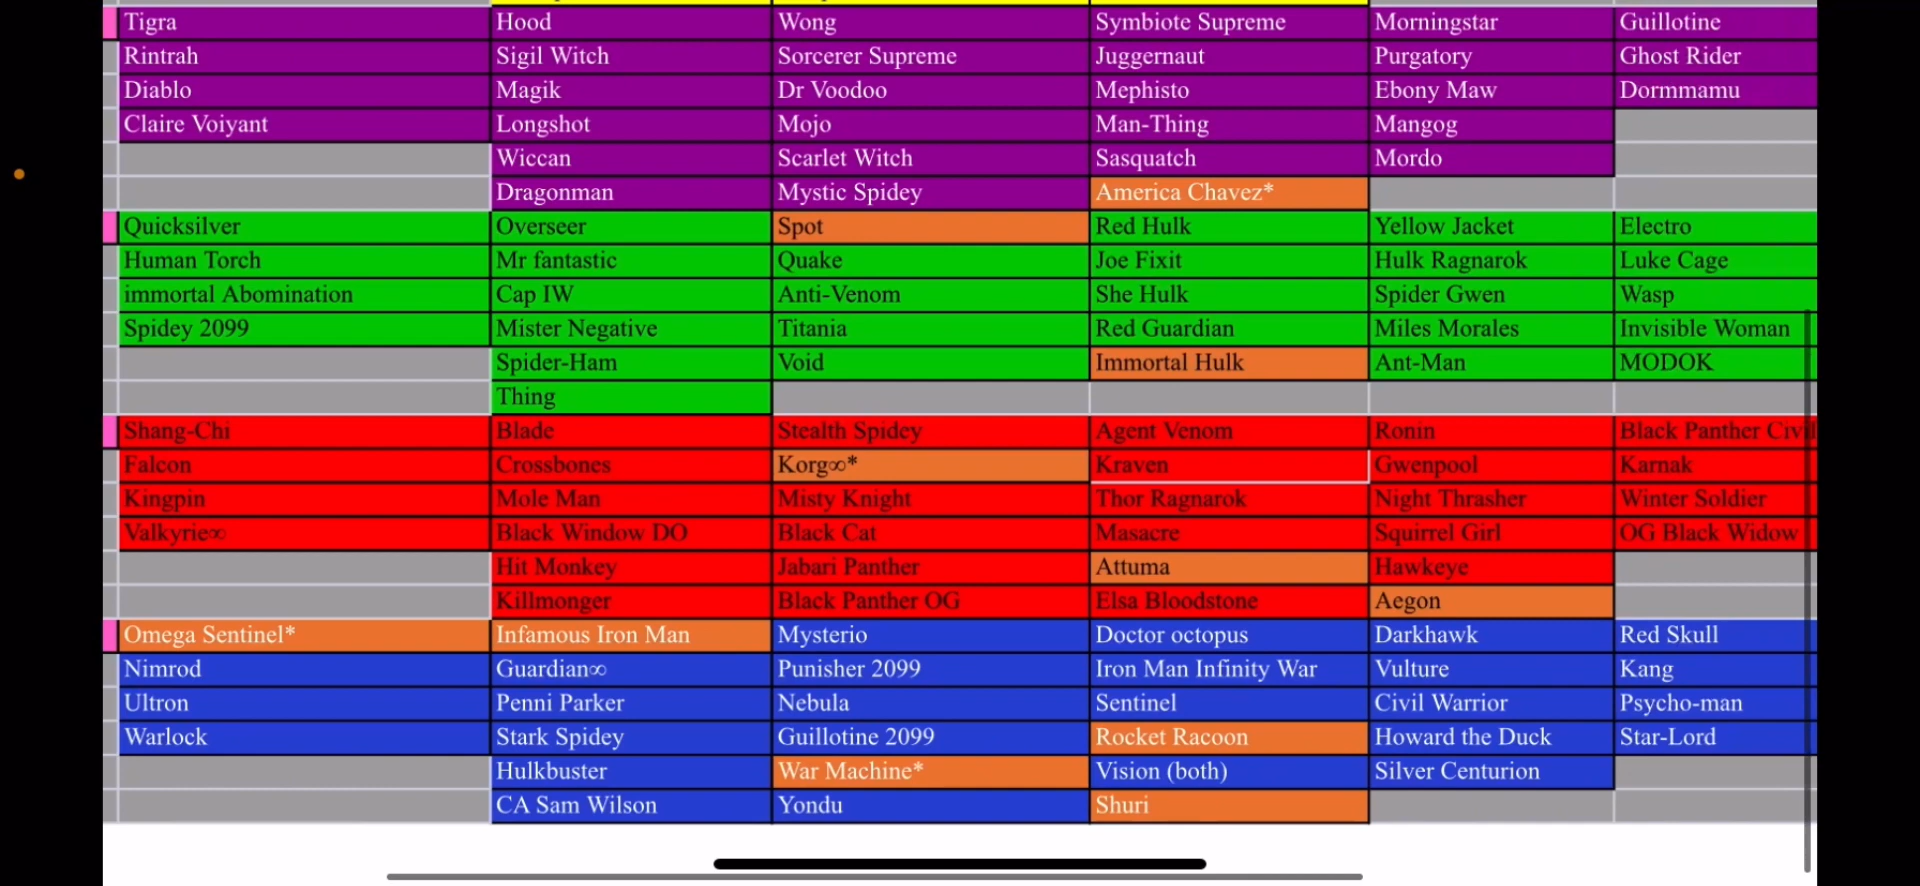 Tigra Hood Wong Symbiote Supreme Morningstar Guillotine
Rintrah Sigil Witch Sorcerer Supreme Juggernaut Purgatory Ghost Rider
Diablo Magik Dr Voodoo Mephisto Ebony Maw Dormmamu
Claire Voiyant Longshot Mojo Man-Thing Mangog
Wiccan Scarlet Witch Sasquatch Mordo
Dragonman Mystic Spidey America Chavez*
Quicksilver Overseer Spot Red Hulk Yellow Jacket Electro
Human Torch Mr fantastic Quake Joe Fixit Hulk Ragnarok Luke Cage
immortal Abomination Cap IW Anti-Venom She Hulk Spider Gwen Wasp
Spidey 2099 Mister Negative Titania Red Guardian Miles Morales Invisible Woman
Spider-Ham Void Immortal Hulk Ant-Man MODOK
Thing
Shang-Chi Blade Stealth Spidey Agent Venom Ronin Black Panther
Falcon Crossbones Korg∞* Kraven Gwenpool Karnak
Kingpin Mole Man Misty Knight Thor Ragnarok Night Thrasher Winter Soldier
Valkyrie∞ Black Window DO Black Cat Masacre Squirrel Girl OG Black Widow
Hit Monkey Jabari Panther Attuma Hawkeye
Killmonger Black Panther OG Elsa Bloodstone Aegon
Omega Sentinel* Infamous Iron Man Mysterio Doctor octopus Darkhawk Red Skull
Nimrod Guardian∞ Punisher 2099 Iron Man Infinity War Vulture Kang
Ultron Penni Parker Nebula Sentinel Civil Warrior Psycho-man
Warlock Stark Spidey Guillotine 2099 Rocket Racoon Howard the Duck Star-Lord
Hulkbuster War Machine* Vision (both) Silver Centurion
CA Sam Wilson Yondu Shuri